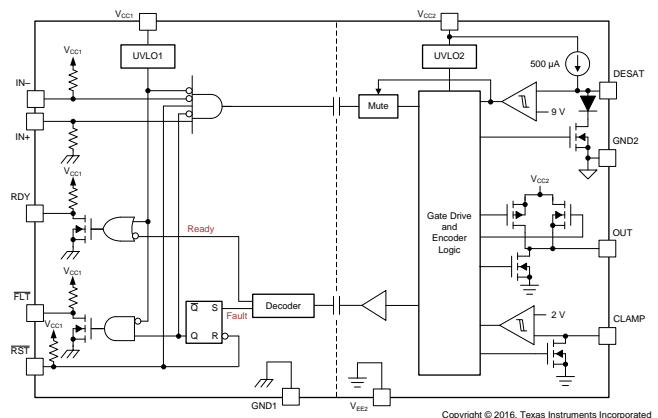 VCC1
VCC2
VCC1
UVLO1
UVLO2
500 µA
DESAT
IN–
Mute
9 V
IN+
GND2
VCC1
VCC2
RDY
Gate Drive
and
Encoder
Logic
Ready
OUT
VCC1
FLT
Q S
Decoder
2 V
CLAMP
Fault
VCC1
Q R
RST
GND1
VEE2
Copyright © 2016, Texas Instruments Incorporated